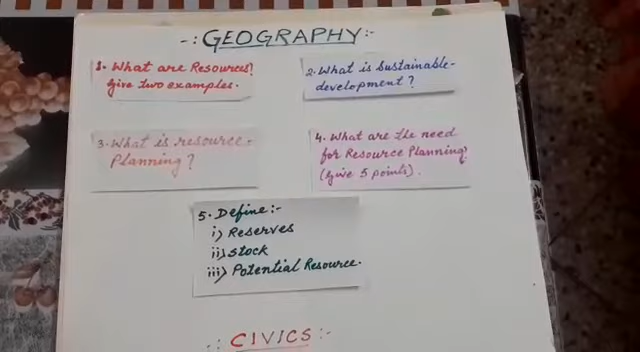 -: GEOGRAPHY:-
1. What are Resources?
Give two examples.
2. What is Sustainable-
development?
3. What is resource-
Planning?
4. What are the need
for Resource Planning?
(Give 5 points).
5. Define:-
i) Reserves
ii) Stock
iii) Potential Resource.
-: CIVICS :-